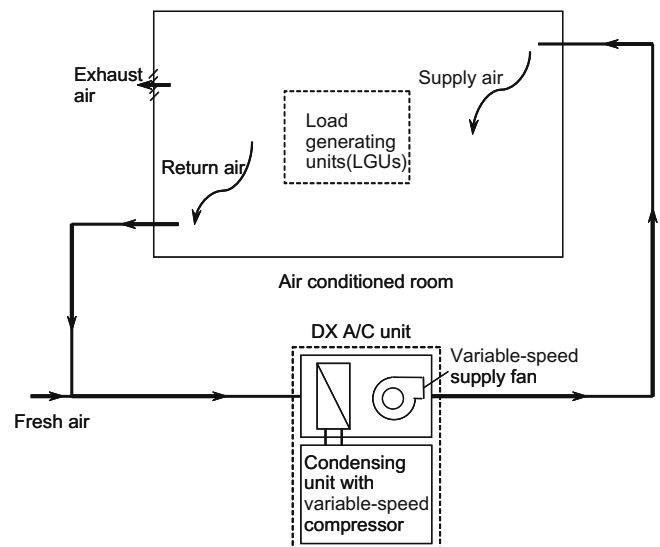 Exhaust
air
Supply air
Load
generating
units(LGUs)
Return air
Air conditioned room
DX A/C unit
Variable-speed
supply fan
Fresh air
Condensing
unit with
variable-speed
compressor